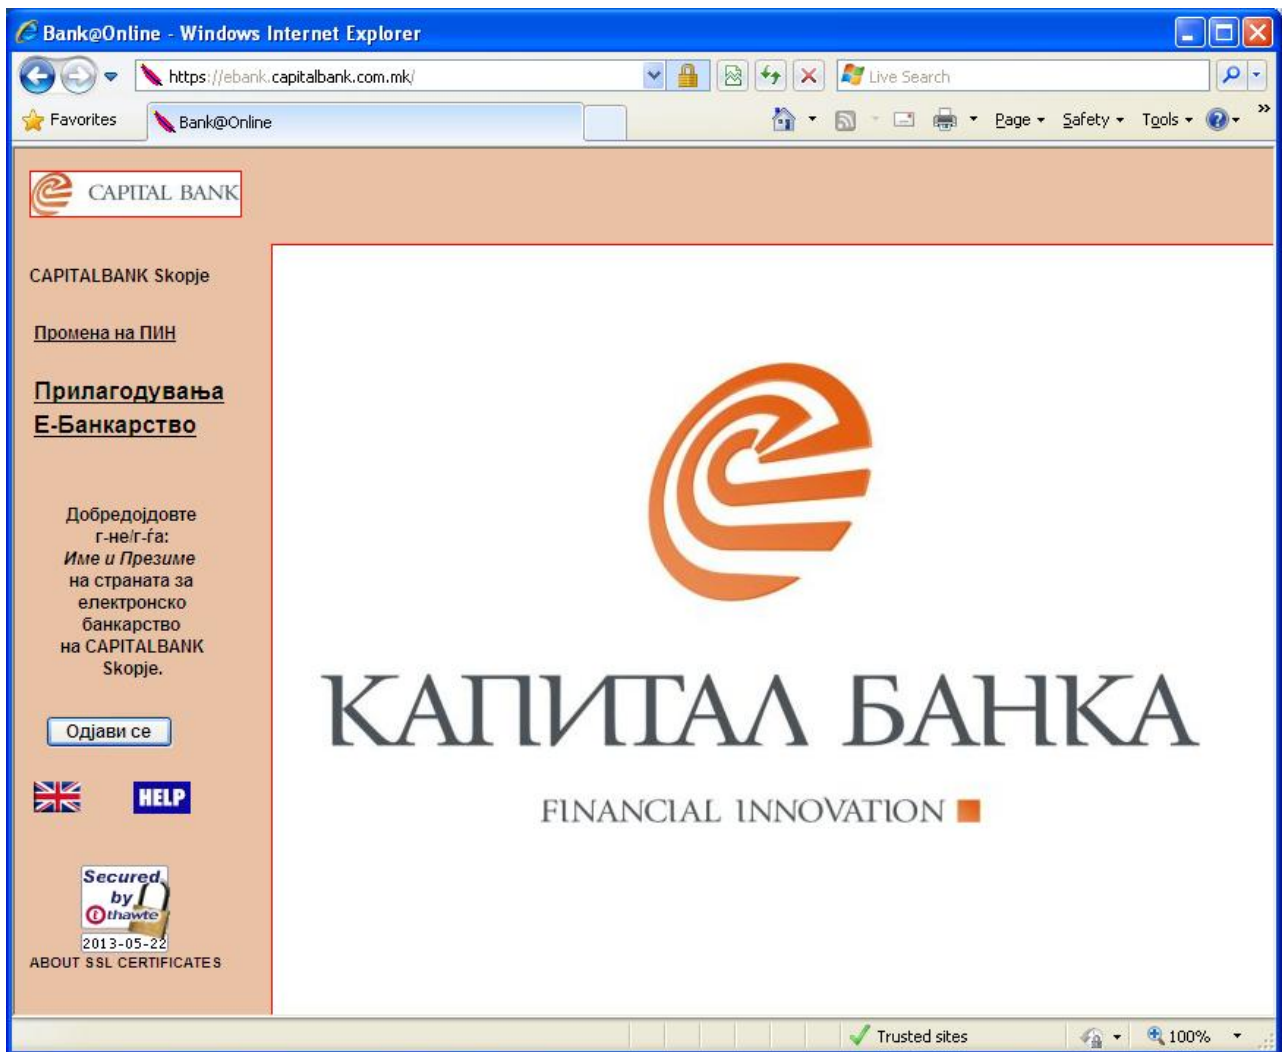 Bank@Online - Windows Internet Explorer
https://ebank.capitalbank.com.mk/
Live Search
Favorites
Bank@Online
Page
Safety
Tools
CAPITAL BANK
CAPITALBANK Skopje
Промена на ПИН
Прилагодувања
Е-Банкарство
Добредојдовте
г-не/г-ѓа:
Име и Презиме
на страната за
електронско
банкарство
на CAPITALBANK
Skopje.
Одјави се
HELP
Secured
by
thawte
2013-05-22
ABOUT SSL CERTIFICATES
КАПИТАЛ БАНКА
FINANCIAL INNOVATION
Trusted sites
100%